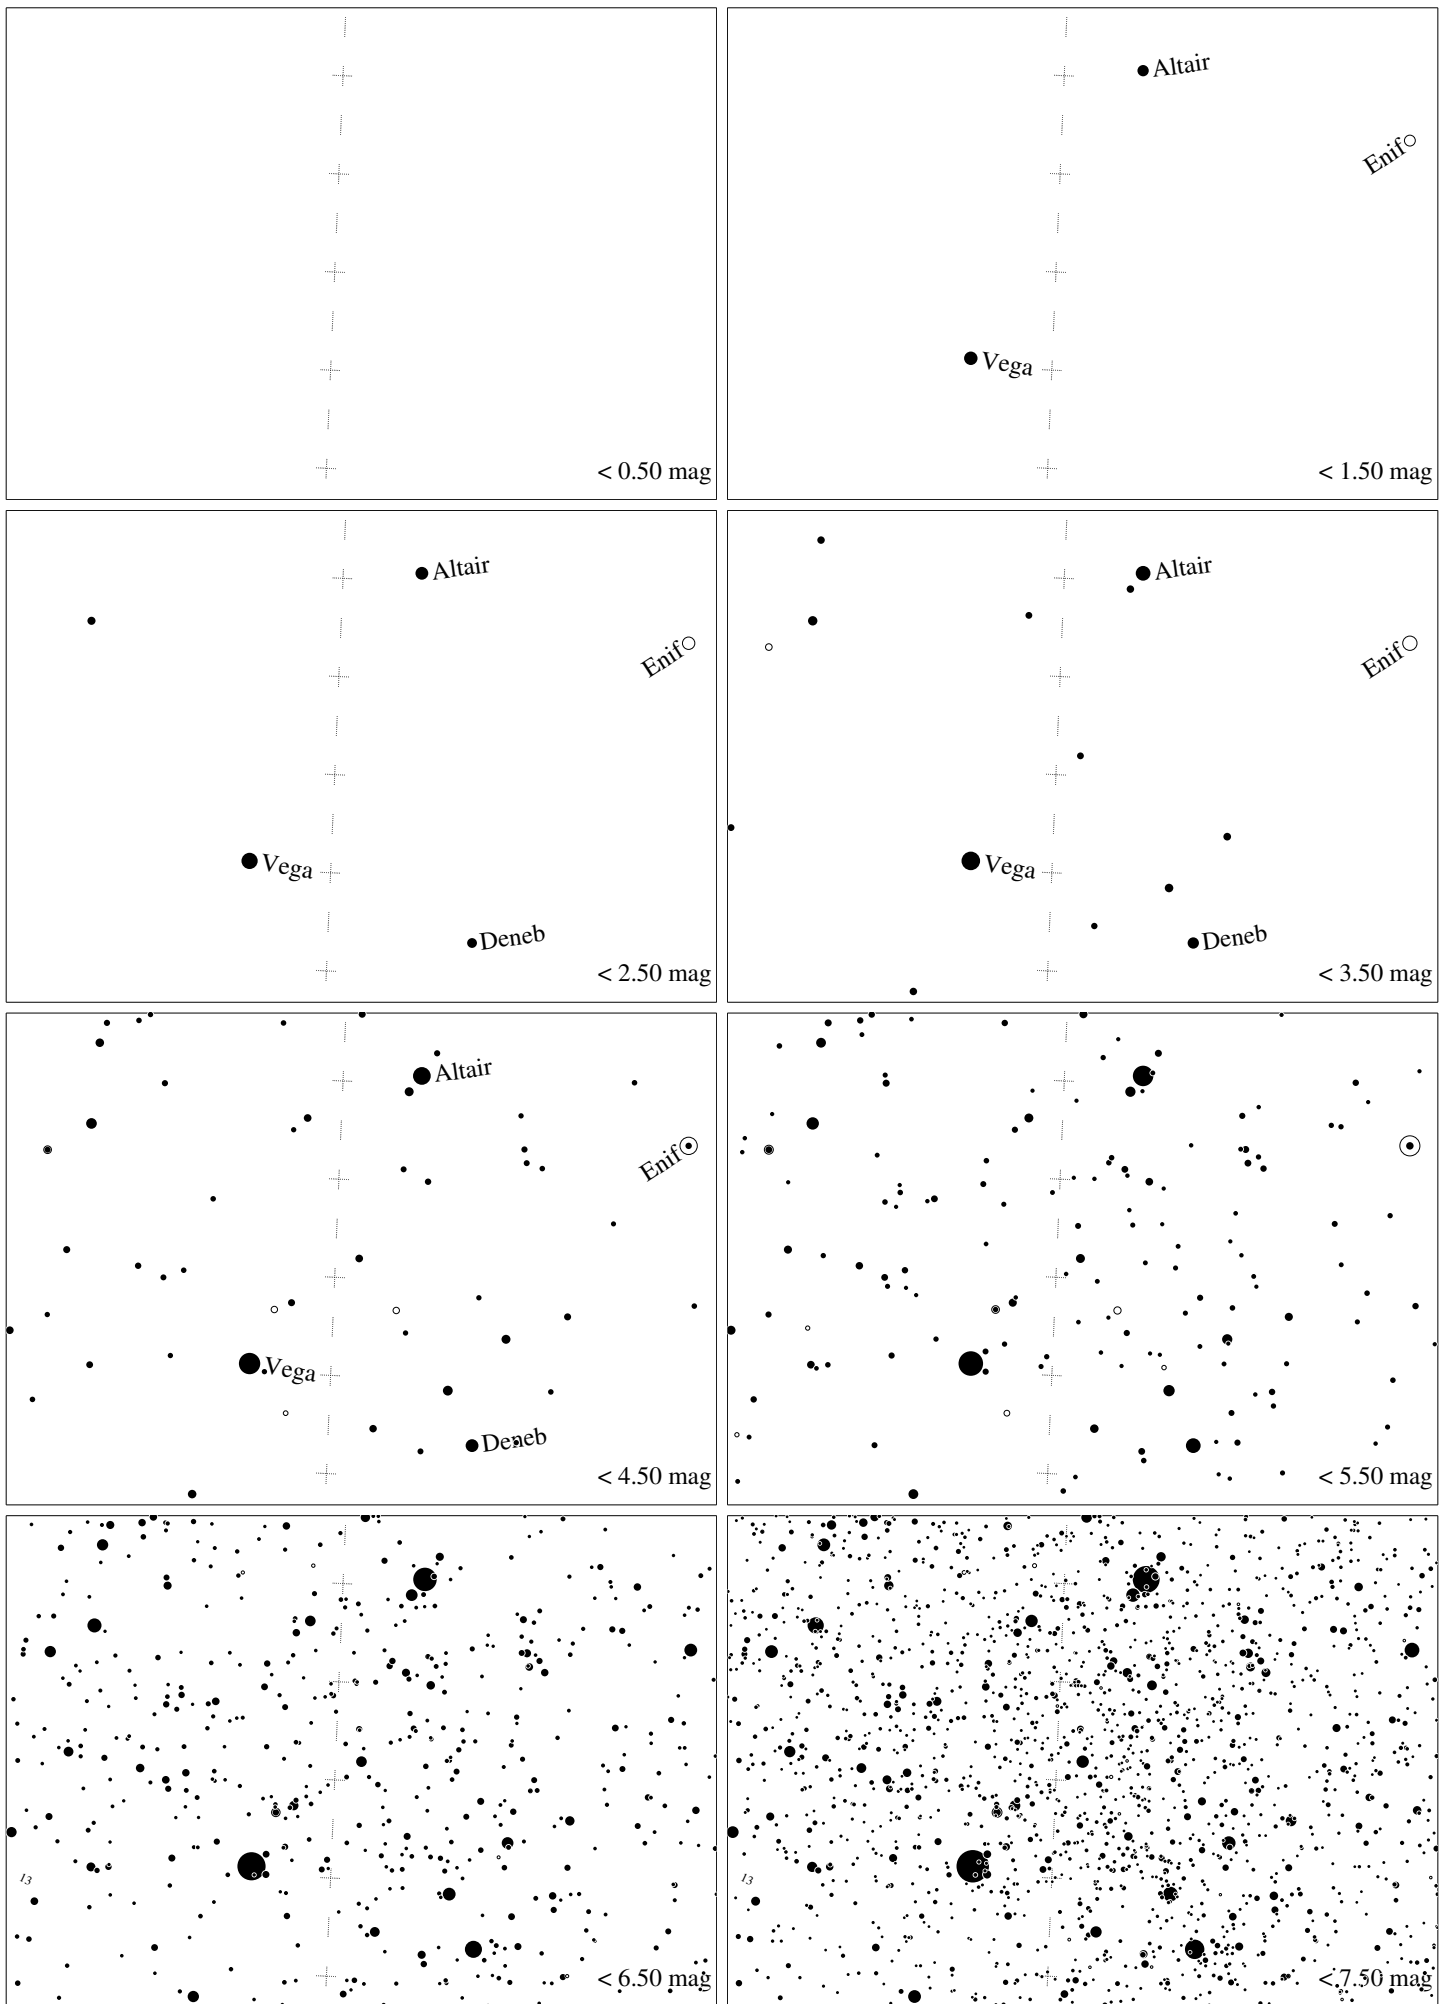 < 0.50 mag
Altair
Enif
Vega
< 1.50 mag
Altair
Enif
Vega
Deneb
< 2.50 mag
Altair
Enif
Vega
Deneb
< 3.50 mag
Altair
Enif
Vega
Deneb
< 4.50 mag
< 5.50 mag
13
< 6.50 mag
13
< 7.50 mag